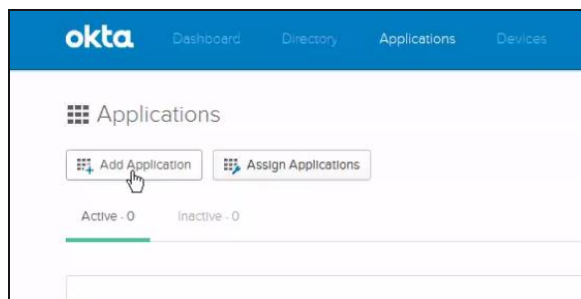 okta Dashboard Directory Applications Devices
Applications
Add Application Assign Applications
Active · 0 Inactive · 0